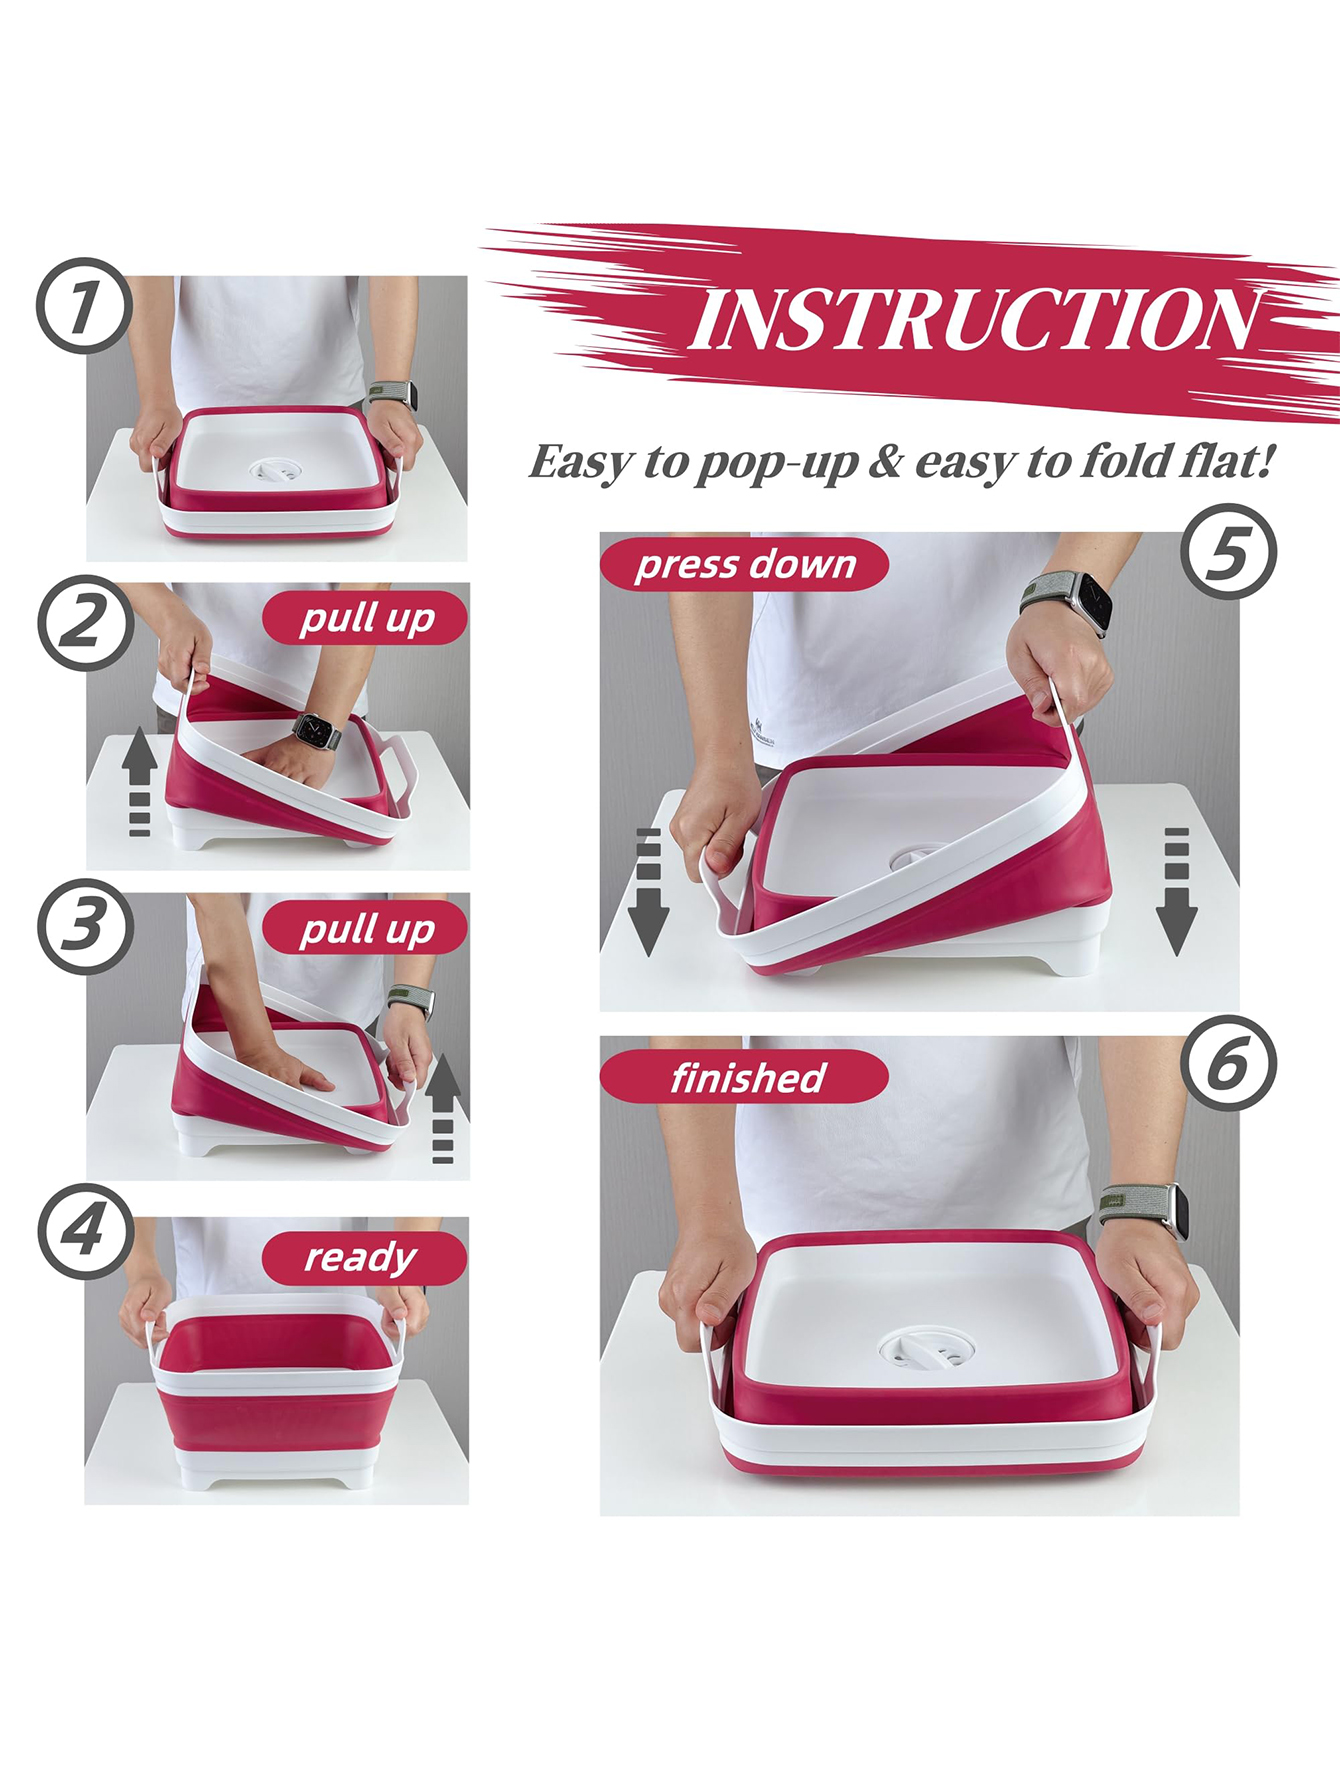 INSTRUCTION
Easy to pop-up & easy to fold flat!
1
2
pull up
3
pull up
4
ready
5
press down
6
finished